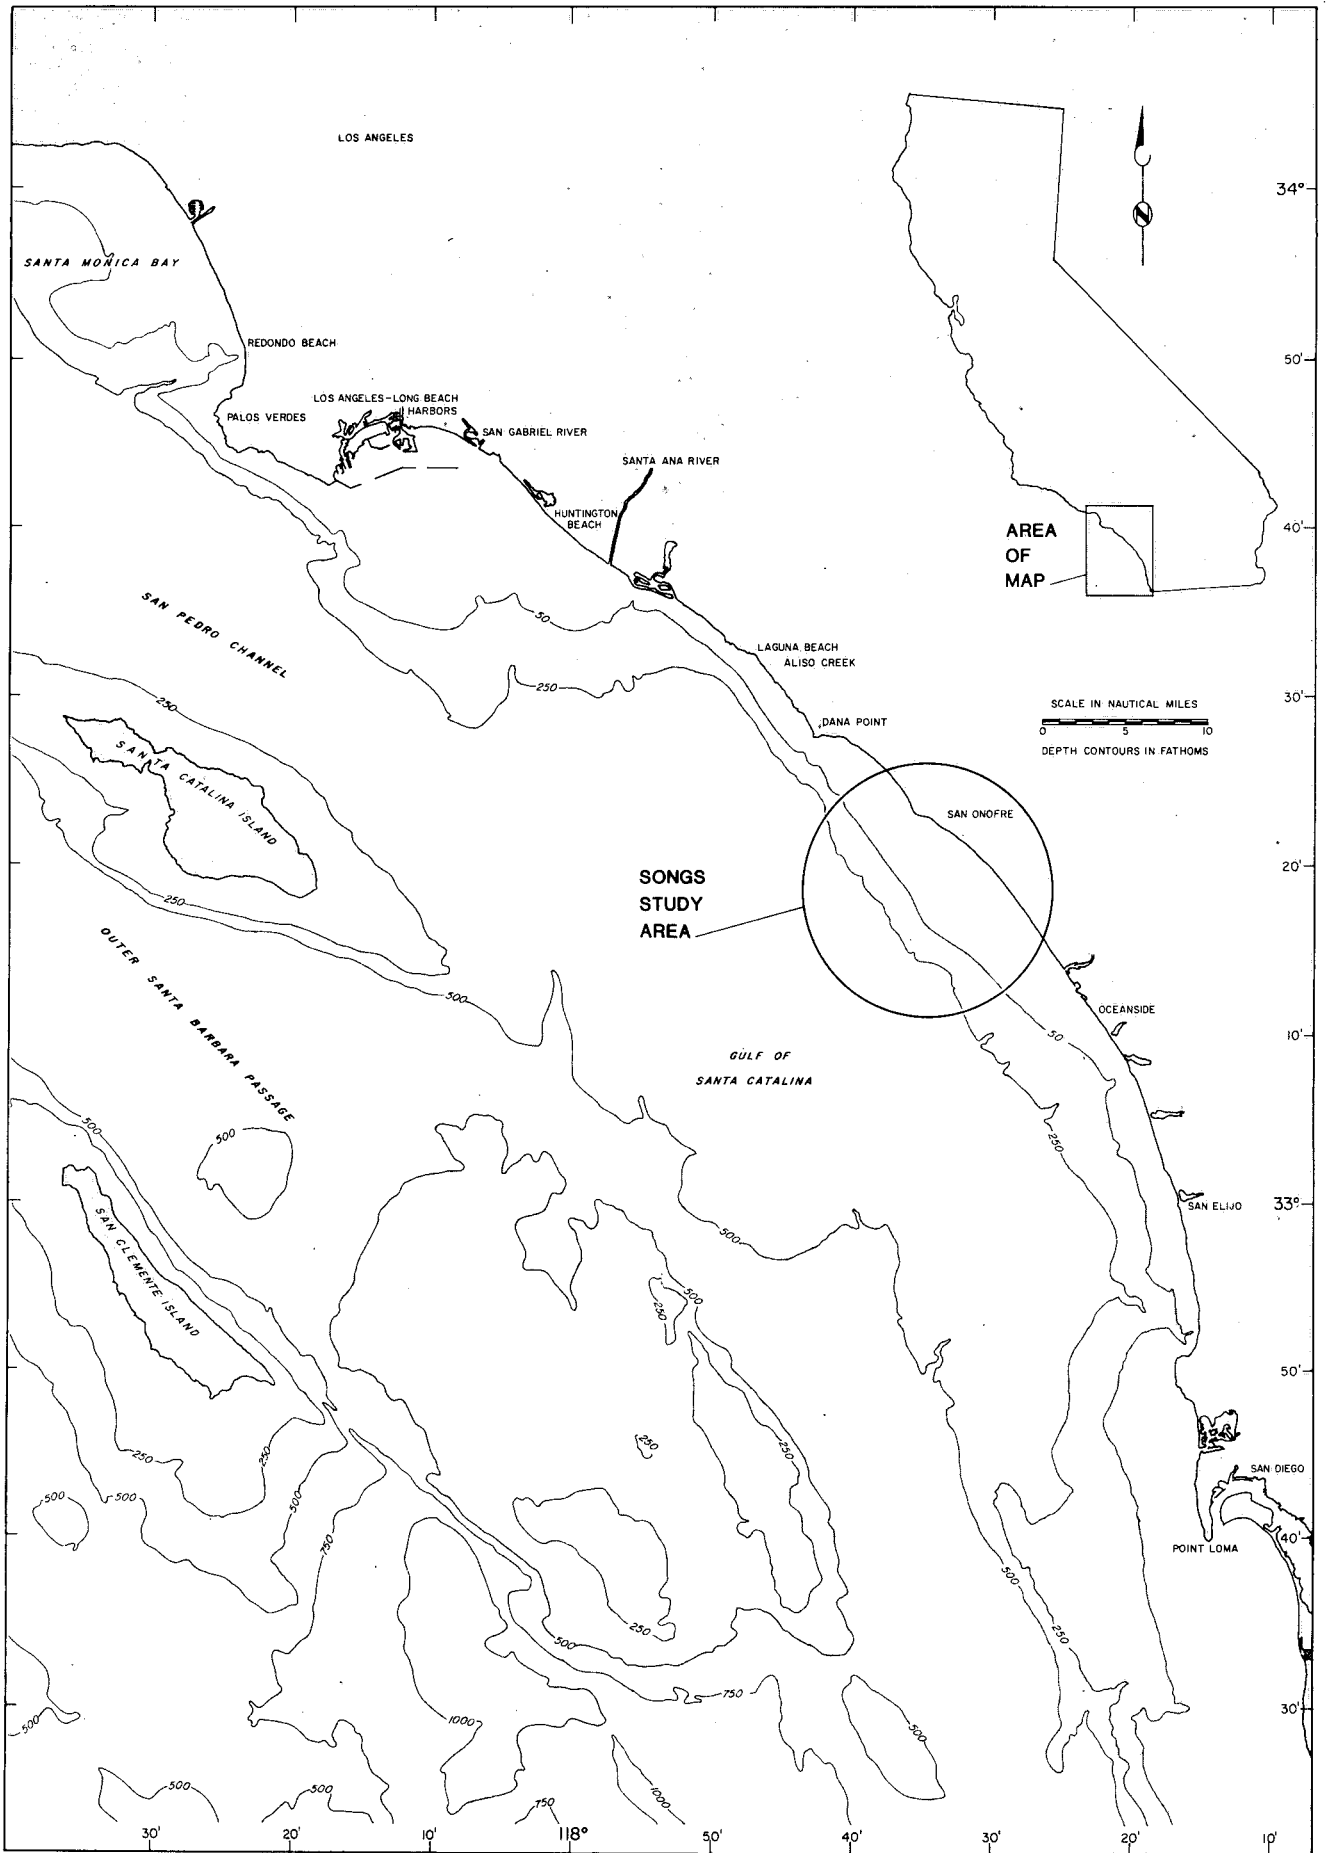 LOS ANGELES
34°
SANTA MONICA BAY
REDONDO BEACH
50'
LOS ANGELES-LONG BEACH
HARBORS
PALOS VERDES
SAN GABRIEL RIVER
SANTA ANA RIVER
HUNTINGTON
BEACH
40'
AREA
OF
MAP
N
SAN PEDRO CHANNEL
50
LAGUNA BEACH
ALISO CREEK
250
250
30'
SCALE IN NAUTICAL MILES
0 5 10
DEPTH CONTOURS IN FATHOMS
DANA POINT
SANTA CATALINA ISLAND
SAN ONOFRE
20'
SONGS
STUDY
AREA
250
OUTER SANTA BARBARA PASSAGE
500
OCEANSIDE
50
10'
GULF OF
SANTA CATALINA
500
500
250
33°
SAN ELIJO
SAN CLEMENTE ISLAND
500
500
250
50'
250
250
250
250
SAN DIEGO
500
500
500
750
40'
POINT LOMA
500
250
500
250
750
500
1000
500
30'
500
500
1000
750
30' 20' 10' 118° 50' 40' 30' 20' 10'